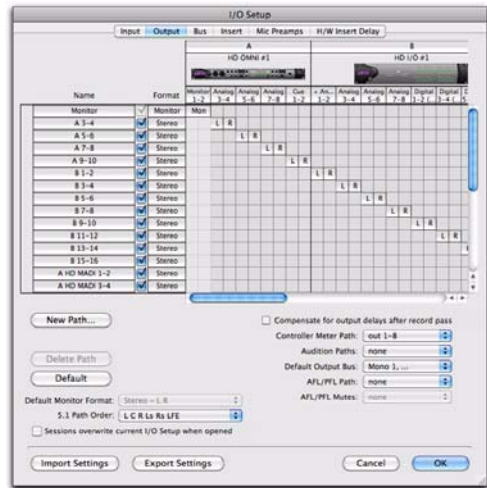 I/O Setup
Input Output Bus Insert Mic Preamps H/W Insert Delay
A B
HD OMNI #1 HD I/O #1
Name Format Monitor 1-2 Analog 3-4 Analog 5-6 Analog 7-8 Cue 1-2 Analog 3-4 Analog 5-6 Analog 7-8 Digital Digital
Monitor Monitor Mon
A 3-4 Stereo L R
A 5-6 Stereo L R
A 7-8 Stereo L R
A 9-10 Stereo L R
B 1-2 Stereo L R
B 3-4 Stereo L R
B 5-6 Stereo L R
B 7-8 Stereo L R
B 9-10 Stereo L R
B 11-12 Stereo L R
B 13-14 Stereo
B 15-16 Stereo
A HD MADI 1-2 Stereo
A HD MADI 3-4 Stereo
New Path...
Compensate for output delays after record pass
Controller Meter Path: out 1-8
Audition Paths: none
Delete Path
Default Output Bus: Mono 1, ...
Default
AFL/PFL Path: none
Default Monitor Format: Stereo - L R
AFL/PFL Mutes: none
5.1 Path Order: L C R Ls Rs LFE
Sessions overwrite current I/O Setup when opened
Import Settings Export Settings Cancel OK